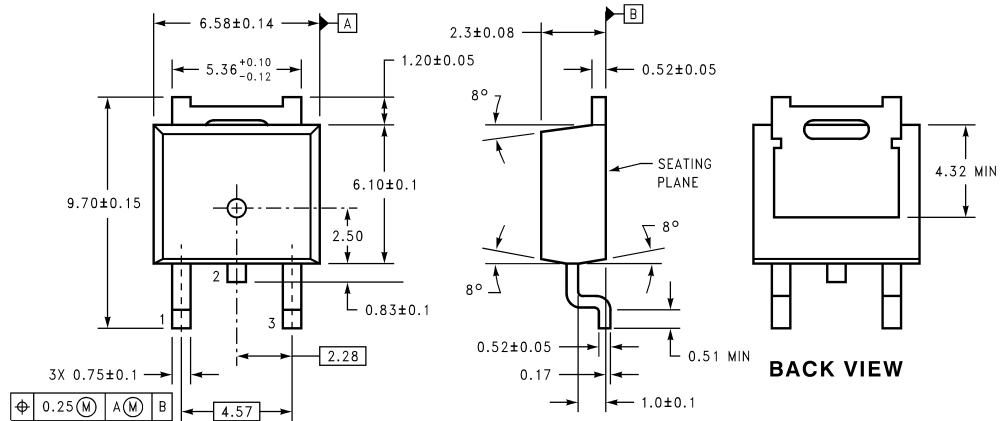 6.58±0.14
A
5.36 +0.10 -0.12
1.20±0.05
9.70±0.15
6.10±0.1
2.50
2
0.83±0.1
1
3
2.28
3X 0.75±0.1
⌖ 0.25 Ⓜ A Ⓜ B
4.57
B
2.3±0.08
0.52±0.05
8°
SEATING
PLANE
8°
8°
0.52±0.05
0.51 MIN
0.17
1.0±0.1
4.32 MIN
BACK VIEW